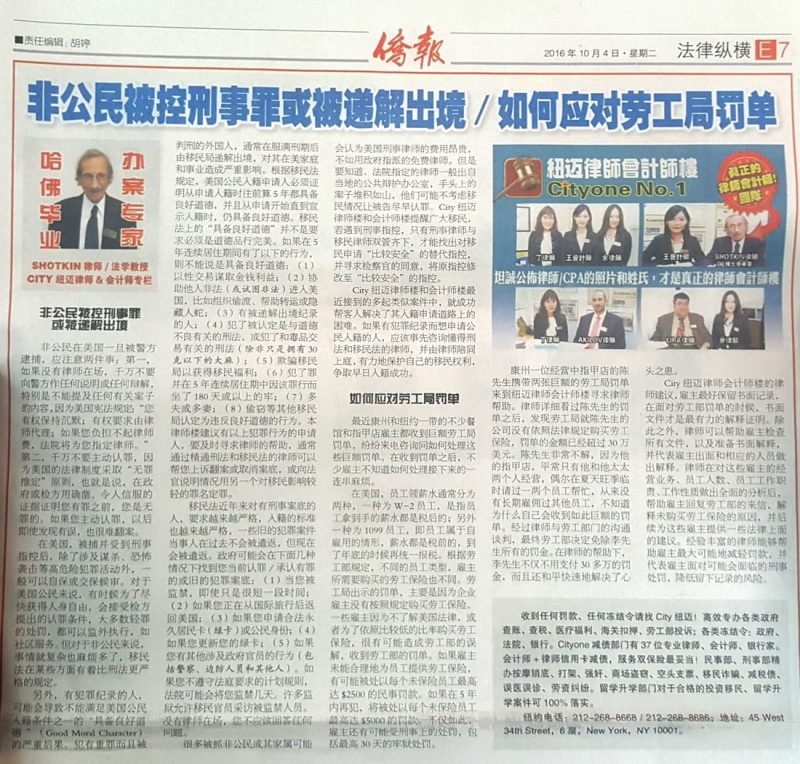 ■责任编辑：胡婷
僑報
2016年10月4日·星期二
法律纵横 E7
非公民被控刑事罪或被递解出境 / 如何应对劳工局罚单
哈佛毕业
办案专家
SHOTKIN 律师 / 法学教授
CITY 纽迈律师 & 会计师专栏
非公民被控刑事罪
或被递解出境
非公民在美国一旦被警方
逮捕，应注意两件事：第一，
如果没有律师在场，千万不要
向警方作任何说明或任何辩解，
特别是不能提及任何有关案子
的内容，因为美国宪法规定“您
有权保持沉默；有权要求由律
师代理；如果您负担不起律师
费，法院将为您指定律师。”
第二，千万不要主动认罪，因
为美国的法律制度采取“无罪
推定”原则，也就是说，在政
府或检方用确凿、令人信服的
证据证明您有罪之前，您是无
罪的。如果您主动认罪，以后
即使发现有误，也很难翻案。
在美国，被捕并受到刑事
指控后，除了涉及谋杀、恐怖
袭击等高危险犯罪活动外，一
般可以自保或交保候审。对于
美国公民来说，有时候为了尽
快获得人身自由，会接受检方
提出的认罪条件，大多数轻罪
的处罚，都可以监外执行，如
社区服务。但对于非公民来说，
事情就复杂也麻烦多了，移民
法在某些方面有着比刑法更严
格的规定。
另外，有犯罪纪录的人，
可能会导致不能满足美国公民
入籍条件之一的“具备良好道
德”（Good Moral Character）
的严重后果。犯有重罪而且被
判刑的外国人，通常在服满刑期后
由移民局递解出境，对其在美家庭
和事业造成严重影响。根据移民法
规定，美国公民入籍申请人必须证
明从申请入籍时往前算5年都具备
良好道德，并且从申请开始直到宣
示入籍时，仍具备良好道德。移民
法上的“具备良好道德”并不是要
求必须是道德品行完美。如果在5
年连续居住期间有了以下的行为，
则不能说是具备良好道德：（1）
以性交易谋取金钱利益；（2）协
助他人非法（或试图非法）进入美
国，比如组织偷渡、帮助转运或隐
藏人蛇；（3）有被递解出境纪录
的人；（4）犯了被认定是与道德
不良有关的刑法，或犯了和毒品交
易有关的刑法（除非只是拥有30
克以下的大麻）；（5）欺骗移民
局以获得移民福利；（6）犯了罪
并在5年连续居住期中因该罪行而
坐了180天或以上的牢；（7）多
夫或多妻；（8）偷窃等其他移民
局认定为违反良好道德的行为。本
律师楼建议有以上犯罪行为的申请
人，要及时寻求律师的帮助，通常
通过精通刑法和移民法的律师可以
帮您上诉翻案或取消案底，或向法
官说明情况用另一个对移民影响较
轻的罪名定罪。
移民法近年来对有刑事案底的
人，要求越来越严格，入籍的标准
也越来越严格，一些旧的犯罪案件
当事人在过去不会被遣返，但现在
会被遣返。政府可能会在下面几种
情况下找到您当前认罪／承认有罪
的或旧的犯罪案底：（1）当您被
监禁，即使只是很短一段时间；
（2）如果您正在从国际旅行后返
回美国；（3）如果您申请合法永
久居民卡（绿卡）或公民身份；（4）
如果您更新您的绿卡；（5）如果
您有其他涉及政府官员的行为（包
括警察、边防人员和其他人）。如
果您不遵守法庭要求的计划规则，
法院可能会将您监禁几天。许多监
狱允许移民官员采访被监禁人员。
没有律师在场，您不应该回答任何
问题。
很多被抓非公民或其家属可能
会认为美国刑事律师的费用昂贵，
不如用政府指派的免费律师。但是
要知道，法院指定的律师一般出自
当地的公共辩护办公室，手头上的
案子堆积如山，他们可能不考虑移
民情况上被告尽早认罪。City 纽迈
律师楼和会计师楼提醒广大移民，
若遇到刑事指控，只有刑事律师与
移民律师双管齐下，才能找出对移
民申请“比较安全”的替代指控，
并寻求检察官的同意，将原指控修
改至“比较安全”的指控。
City 纽迈律师楼和会计师楼最
近接到的多起类似案件中，就成功
帮客人解决了其入籍申请道路上的
困难。如果有犯罪纪录而想申请公
民入籍的人，应该事先咨询懂得刑
法和移民法的律师，并由律师陪同
上庭，有力地保护自己的移民权利，
争取早日入籍成功。
如何应对劳工局罚单
最近康州和纽约一带的不少餐
馆和指甲店雇主都收到巨额劳工局
罚单，纷纷来电咨询问如何处理这
些巨额罚单。在收到罚单之后，不
少雇主不知道如何处理接下来的一
连串麻烦。
在美国，员工领薪水通常分为
两种，一种为W-2员工，是指员
工拿到手的薪水都是税后的；另外
一种为1099员工，即员工属于自
雇用的情形，薪水都是税前的，到
了年底的时候再统一报税。根据劳
工部规定，不同的员工类型，雇主
所需要购买的劳工保险也不同。劳
工局出示的罚单，主要是因为企业
雇主没有按照规定购买劳工保险。
一些雇主因为不了解美国法律，或
者为了依照比较低的比率购买劳工
保险，很有可能造成劳工部的误
解，收到劳工部的罚单。如果雇主
未能合理地为员工提供劳工保险，
有可能被处以每个未保险员工最高
达$2500的民事罚款。如果在5年
内再犯，将被处以每个未保险员工
最高达$5000的罚款。不仅如此，
雇主还有可能受刑事上的处罚，包
括最高30天的牢狱处罚。
紐迈律師會計師樓
Cityone No.1
真正的
律師會計師!
團隊
丁律師 王會計師 余律師
王會計師 SHOTKIN律師
坦誠公佈律師/CPA的照片和姓氏，才是真正的律師會計師樓
丁律師 AKILOV律師 LIPA律師 余律師
康州一位经营中指甲店的陈
先生携带两张巨额的劳工局罚单
来到纽迈律师会计师楼寻求律师
帮助。律师详细看过陈先生的罚
单之后，发现劳工局就陈先生的
公司没有依照法律规定购买劳工
保险，罚单的金额已经超过30万
美元。陈先生非常不解，因为他
的指甲店，平常只有他和他太太
两个人经营，偶尔在夏天旺季临
时请过一两个员工帮忙，从来没
有长期雇佣过其他员工，不知道
为什么自己会收到如此巨额的罚
单。经过律师与劳工部门的沟通
谈判，最终劳工部决定免除李先
生所有的罚金。在律师的帮助下，
李先生不仅不用支付30多万的罚
金，而且还和平快速地解决了心
头之患。
City 纽迈律师会计师楼的律
师建议，雇主最好保留书面记录，
在面对劳工部罚单的时候，书面
文件才是最有力的解释证明。除
此之外，律师可以帮助雇主检查
所有文件，以及准备书面解释，
并代表雇主出面和相应的人员做
出解释。律师在对这些雇主的经
营业务、员工人数、员工工作职
责、工作性质做出全面的分析后，
帮助雇主回复劳工部的来信，解
释未购买劳工保险的原因，并后
续为这些雇主提供一些法律上面
的建议。经验丰富的律师能够帮
助雇主最大可能地减轻罚款，并
代表雇主面对可能会面临的刑事
处罚，降低留下记录的风险。
收到任何罚款、任何冻结令请找 City 纽迈！高效专办各类政府
查账、查税、医疗福利、海关扣押、劳工部投诉；各类冻结令：政府、
法院、银行。Cityone 减债部门有 37 位专业律师、会计师、银行家。
会计师 + 律师信用卡减债，服务双保险最妥当！民事部、刑事部精
办按摩销底、打架、强奸、商场盗窃、空头支票、移民诈骗、减税债、
误医误诊、劳资纠纷。留学升学部门对于合格的投资移民、留学升
学案件可 100% 落实。
纽约电话：212-268-8668 / 212-268-8686；地址：45 West
34th Street，6 层，New York，NY 10001。